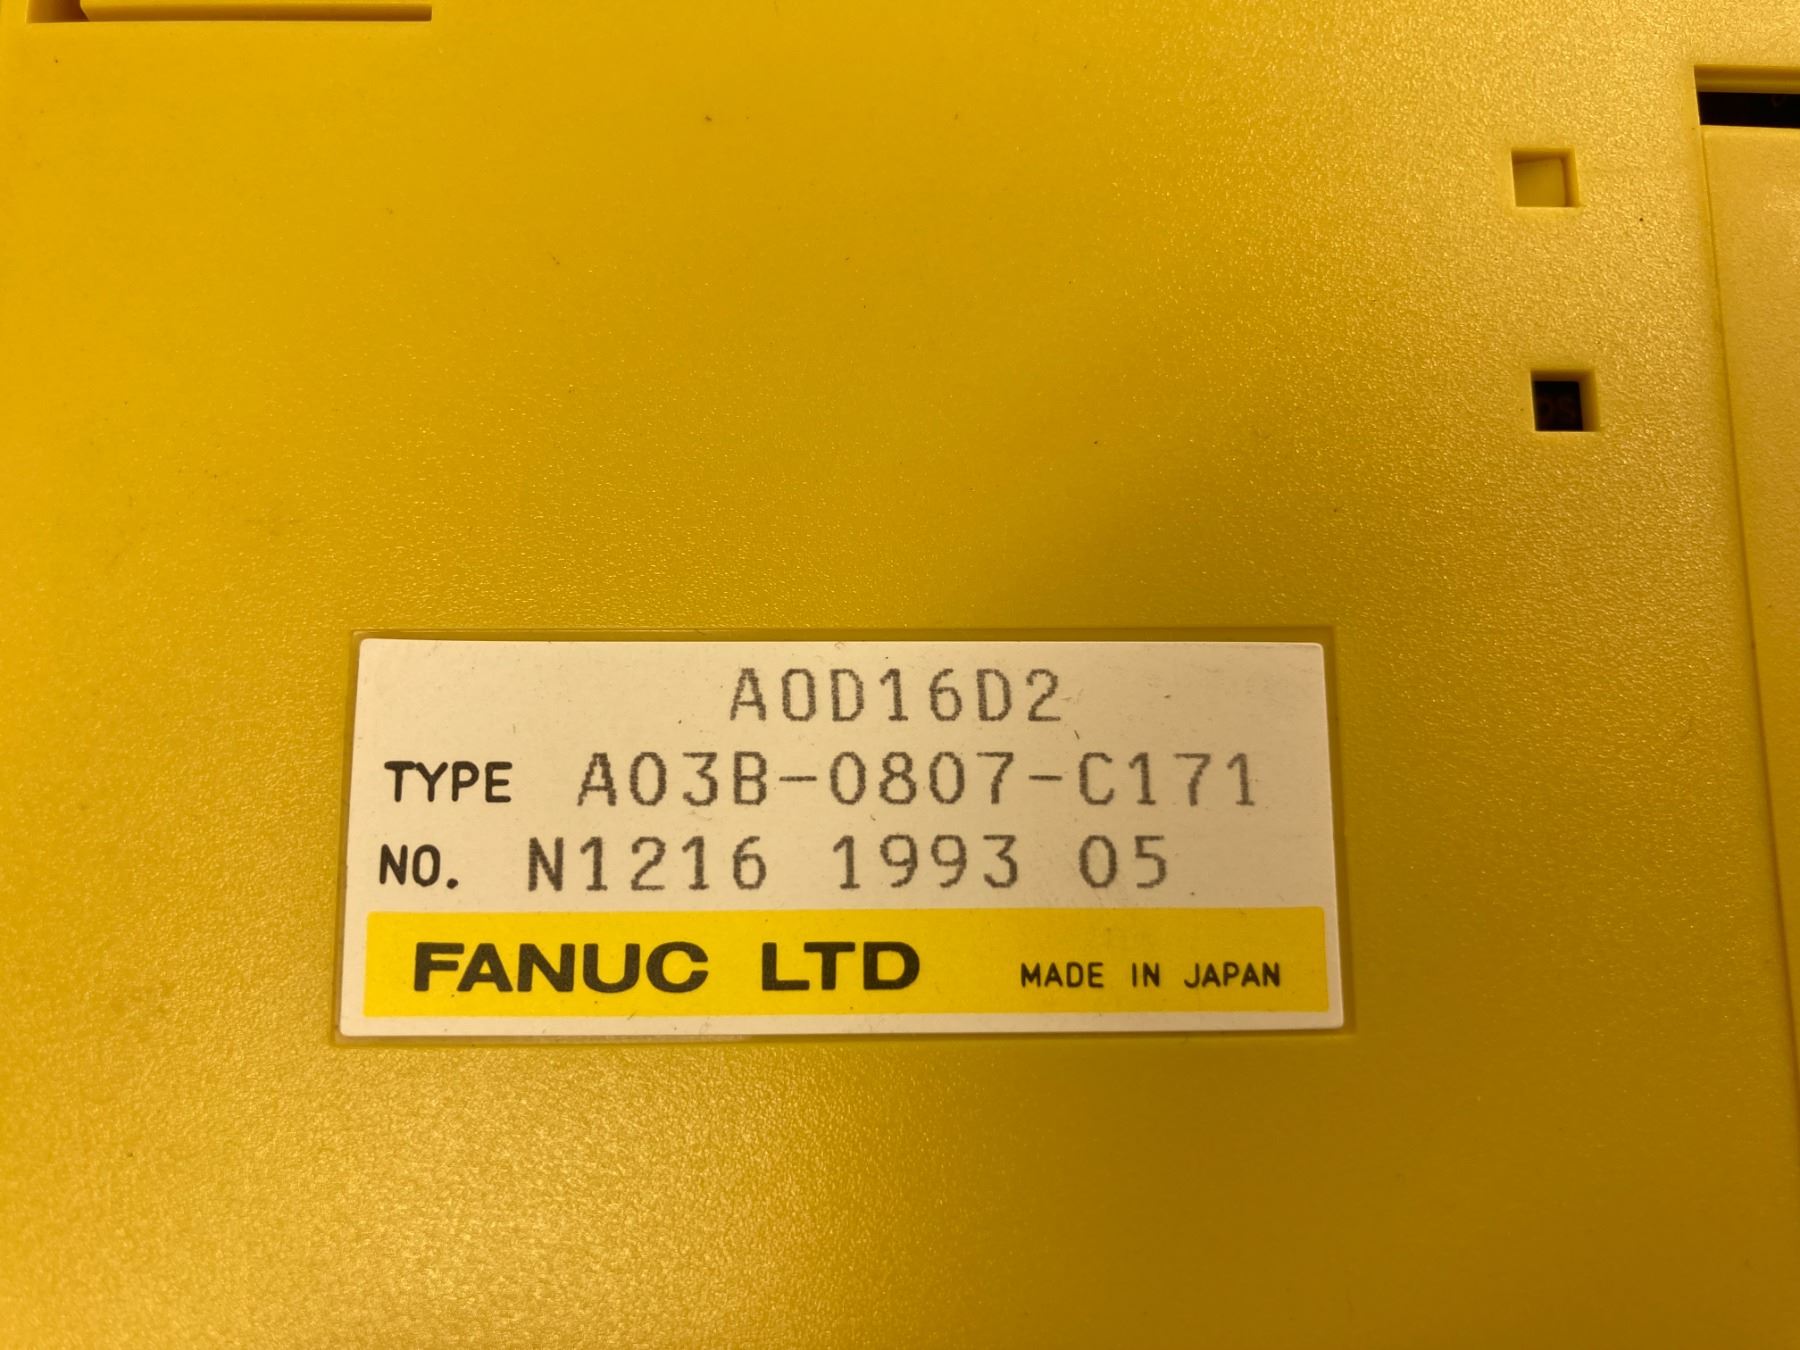 AOD16D2
TYPE A03B-0807-C171
NO. N1216 1993 05
FANUC LTD MADE IN JAPAN